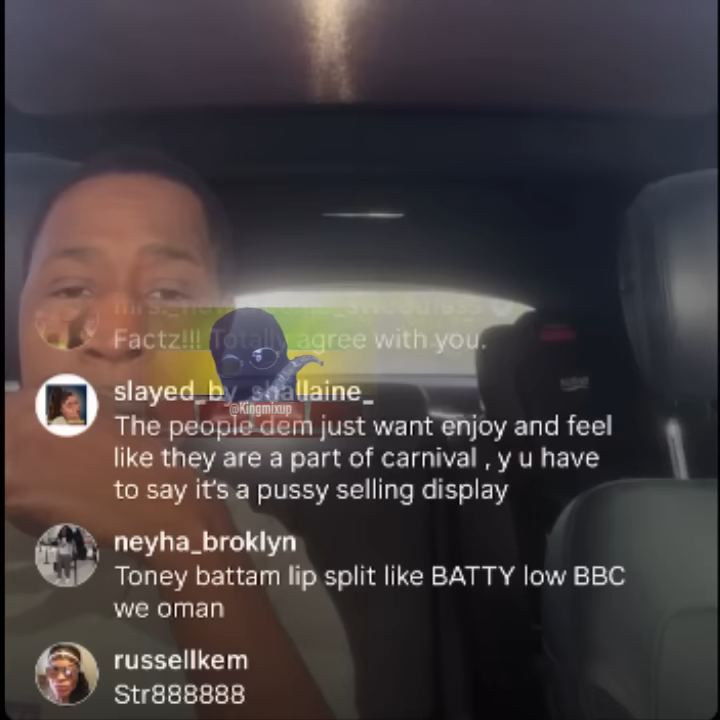 Factz!!! Totally agree with you.
slayed_by_shallaine_
@Kingmixup
The people dem just want enjoy and feel
like they are a part of carnival , y u have
to say it's a pussy selling display
neyha_broklyn
Toney battam lip split like BATTY low BBC
we oman
russellkem
Str888888